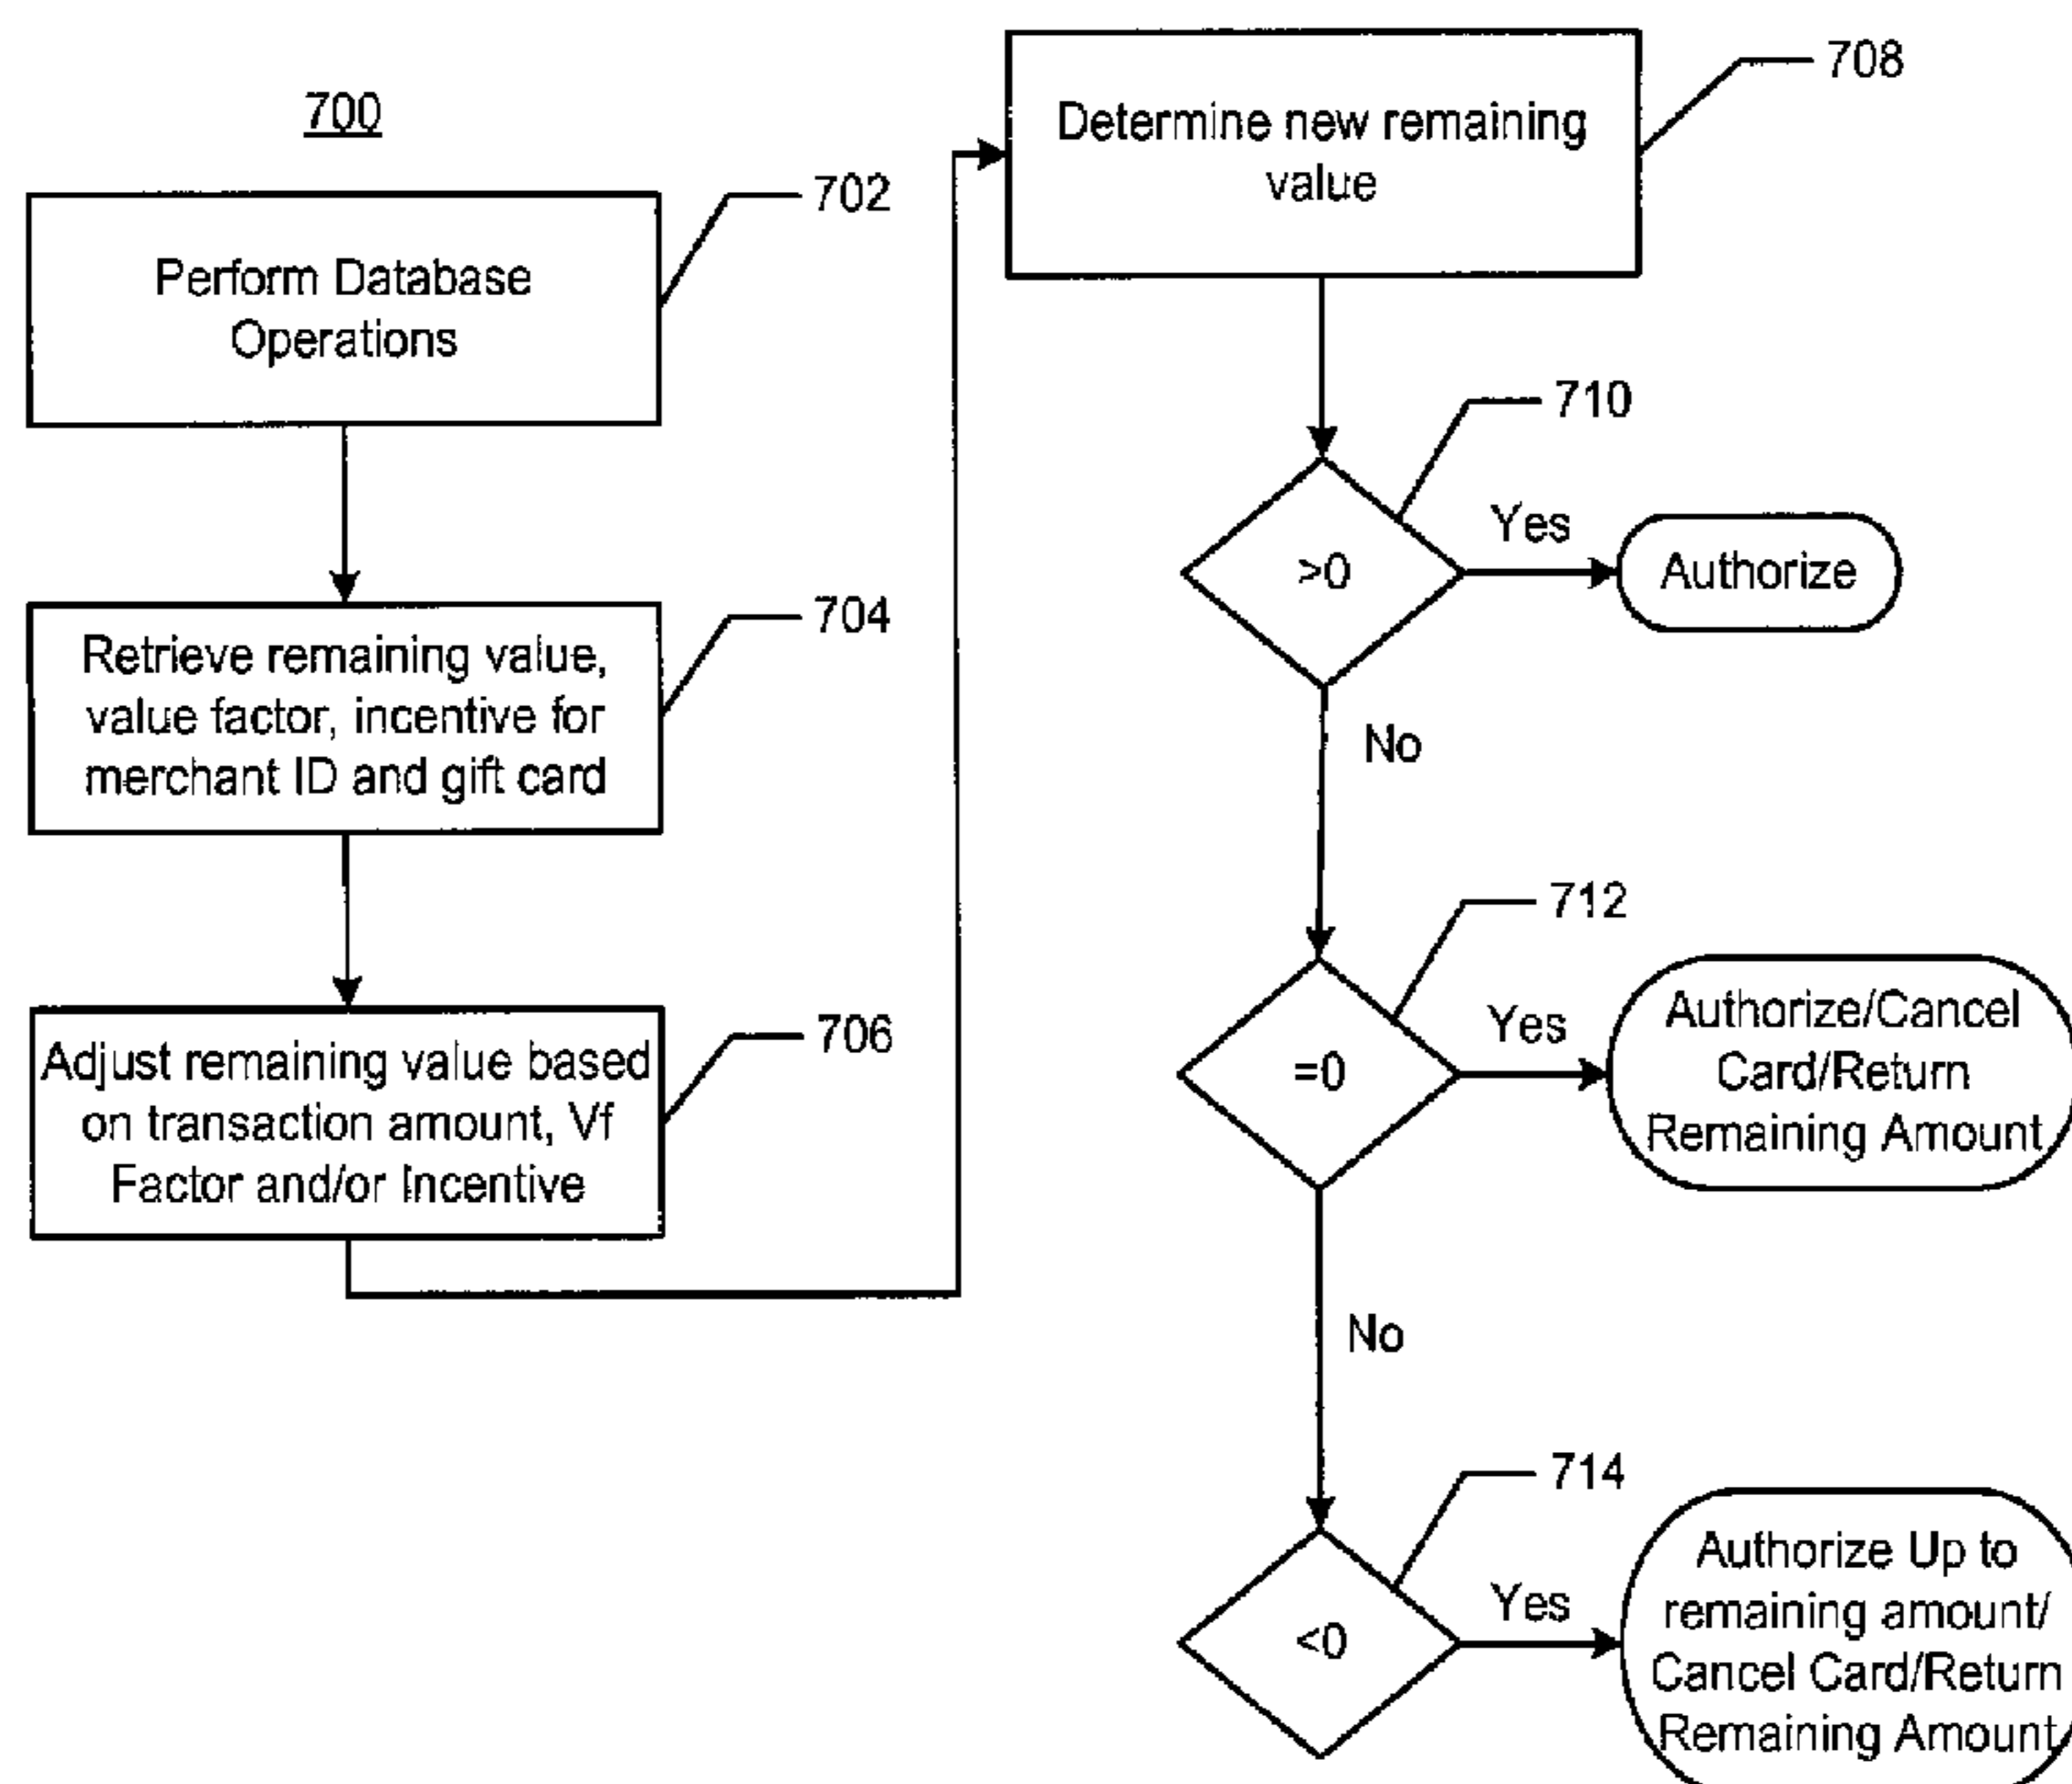 700
702
Perform Database
Operations
704
Retrieve remaining value,
value factor, incentive for
merchant ID and gift card
706
Adjust remaining value based
on transaction amount, Vf
Factor and/or Incentive
708
Determine new remaining
value
710
>0
Yes
Authorize
No
712
=0
Yes
Authorize/Cancel
Card/Return
Remaining Amount
No
714
<0
Yes
Authorize Up to
remaining amount/
Cancel Card/Return
Remaining Amount